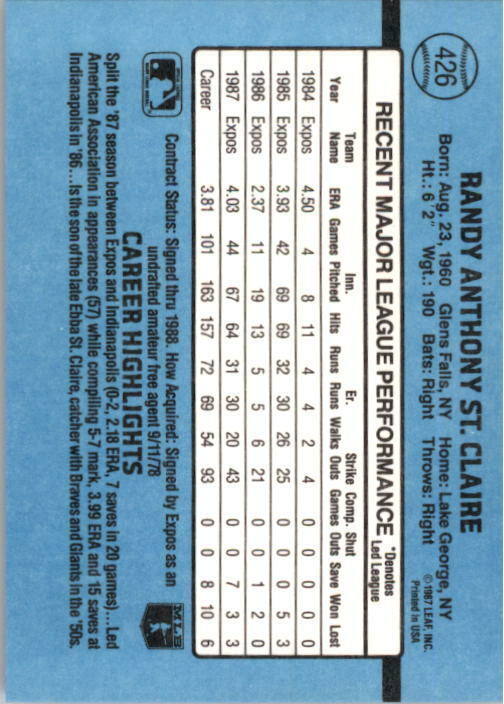 426
RANDY ANTHONY ST. CLAIRE
Born: Aug. 23, 1960 Glens Falls, NY Home: Lake George, NY
Ht.: 6' 2" Wgt.: 190 Bats: Right Throws: Right
© 1987 LEAF, INC.
Printed in USA
RECENT MAJOR LEAGUE PERFORMANCE *Denotes Led League
Year Team Name ERA Games Inn. Pitched Hits Runs Er. Runs Walks Strike Outs Comp. Games Shut Outs Save Won Lost
1984 Expos 4.50 4 8 11 4 4 2 4 0 0 0 0 0
1985 Expos 3.93 42 69 69 32 30 26 25 0 0 0 5 3
1986 Expos 2.37 11 19 13 5 5 6 21 0 0 1 2 0
1987 Expos 4.03 44 67 64 31 30 20 43 0 0 7 3 3
Career 3.81 101 163 157 72 69 54 93 0 0 8 10 6
Contract Status: Signed thru 1988. How Acquired: Signed by Expos as an
undrafted amateur free agent 9/11/78
MLB
CAREER HIGHLIGHTS
Split the '87 season between Expos and Indianapolis (0-2, 2.18 ERA, 7 saves in 20 games)... Led
American Association in appearances (57) while compiling 5-7 mark, 3.99 ERA and 15 saves at
Indianapolis in '86... Is the son of the late Ebba St. Claire, catcher with Braves and Giants in the '50s.